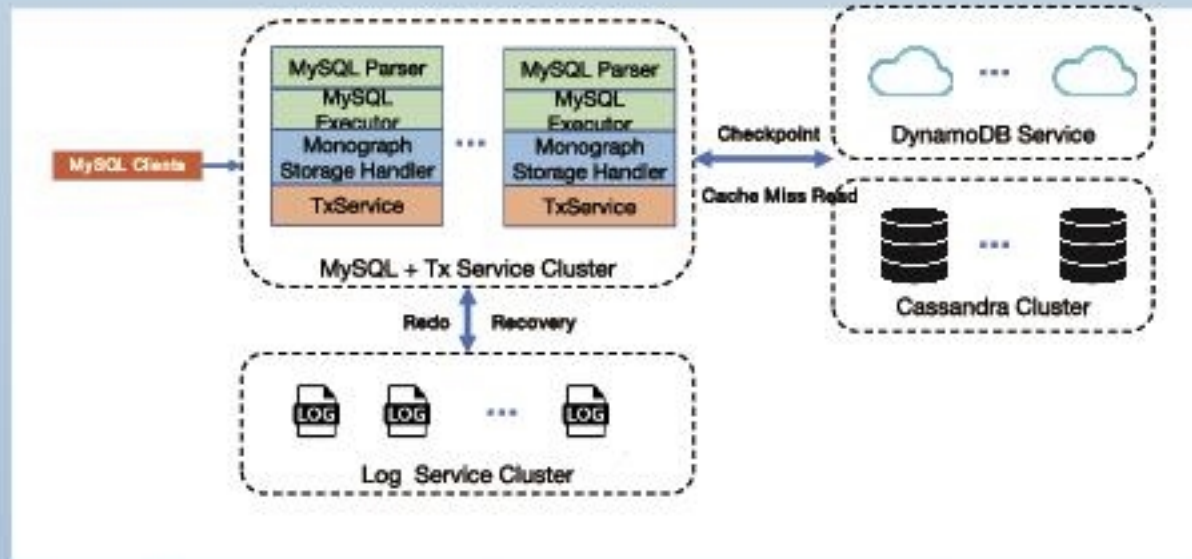 MySQL Clients
MySQL Parser
MySQL
Executor
Monograph
Storage Handler
TxService
...
MySQL Parser
MySQL
Executor
Monograph
Storage Handler
TxService
MySQL + Tx Service Cluster
Checkpoint
Cache Miss Read
...
DynamoDB Service
...
Cassandra Cluster
Redo
Recovery
LOG
LOG
...
LOG
Log Service Cluster